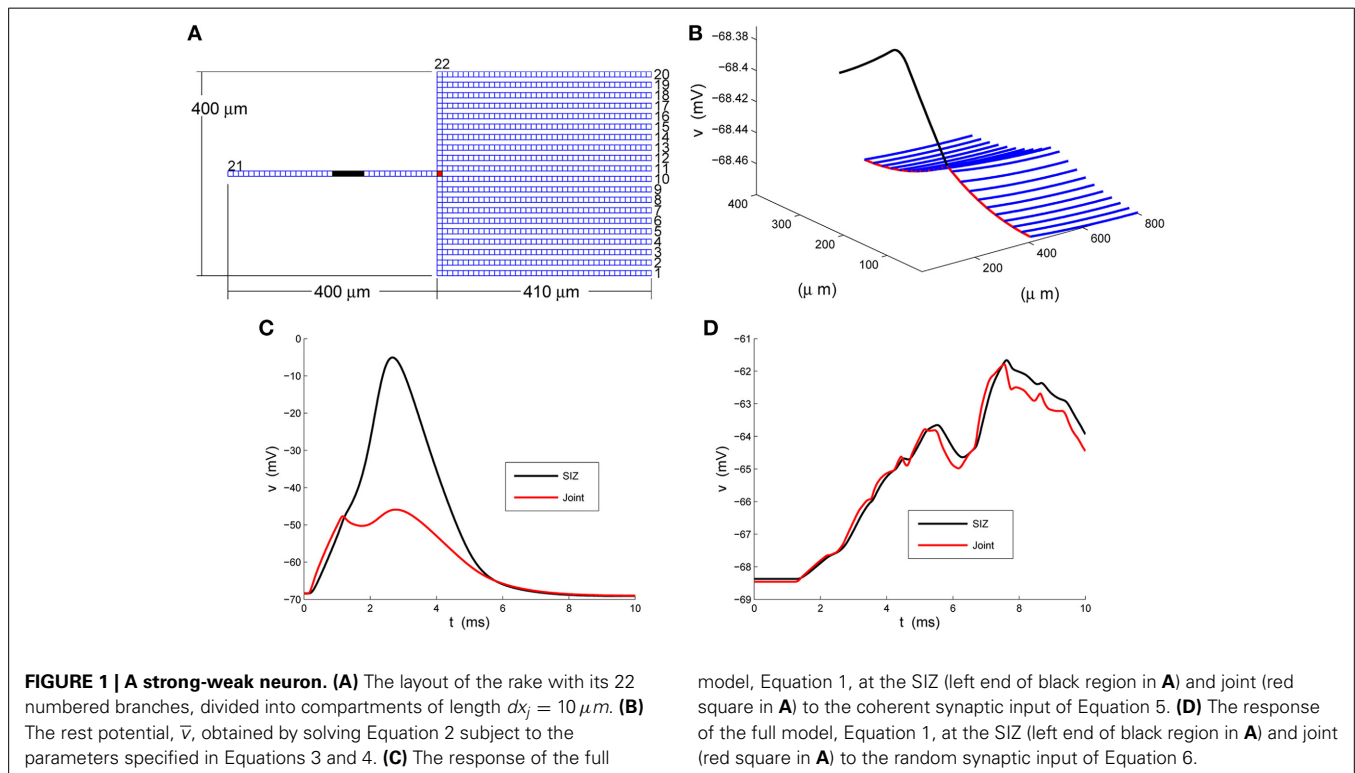 A
22
400 μm
21
20
19
18
17
16
15
14
13
12
11
10
9
8
7
6
5
4
3
2
1
400 μm
410 μm
B
−68.38
−68.4
−68.42
−68.44
−68.46
v (mV)
400
300
200
100
(μ m)
200
400
600
800
(μ m)
C
0
−10
−20
−30
−40
−50
−60
−70
v (mV)
SIZ
Joint
0
2
4
6
8
10
t (ms)
D
−61
−62
−63
−64
−65
−66
−67
−68
−69
v (mV)
SIZ
Joint
0
2
4
6
8
10
t (ms)
FIGURE 1 | A strong-weak neuron. (A) The layout of the rake with its 22
numbered branches, divided into compartments of length dxⱼ = 10 μm. (B)
The rest potential, v̅, obtained by solving Equation 2 subject to the
parameters specified in Equations 3 and 4. (C) The response of the full
model, Equation 1, at the SIZ (left end of black region in A) and joint (red
square in A) to the coherent synaptic input of Equation 5. (D) The response
of the full model, Equation 1, at the SIZ (left end of black region in A) and joint
(red square in A) to the random synaptic input of Equation 6.